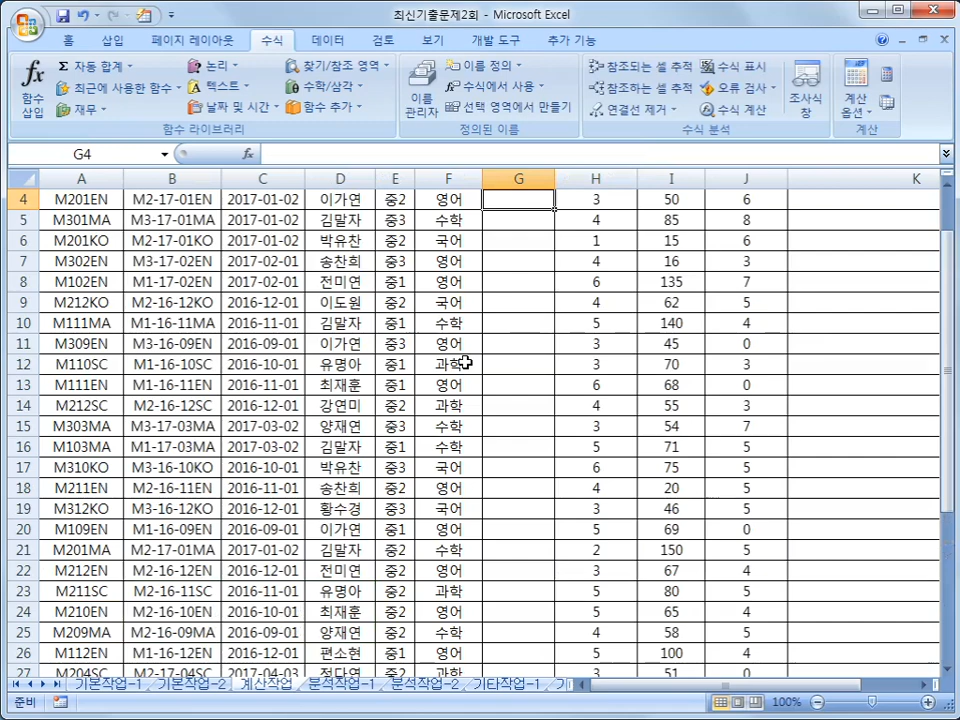 최신기출문제2회 - Microsoft Excel
홈 삽입 페이지 레이아웃 수식 데이터 검토 보기 개발 도구 추가 기능
함수 삽입
Σ 자동 합계
최근에 사용한 함수
재무
논리
텍스트
날짜 및 시간
찾기/참조 영역
수학/삼각
함수 추가
함수 라이브러리
이름 관리자
이름 정의
수식에서 사용
선택 영역에서 만들기
정의된 이름
참조되는 셀 추적
참조하는 셀 추적
연결선 제거
수식 표시
오류 검사
수식 계산
수식 분석
조사식 창
계산 옵션
계산
G4 fx
A B C D E F G H I J K
4 M201EN M2-17-01EN 2017-01-02 이가연 중2 영어 3 50 6
5 M301MA M3-17-01MA 2017-01-02 김말자 중3 수학 4 85 8
6 M201KO M2-17-01KO 2017-01-02 박유찬 중2 국어 1 15 6
7 M302EN M3-17-02EN 2017-02-01 송찬희 중3 영어 4 16 3
8 M102EN M1-17-02EN 2017-02-01 전미연 중1 영어 6 135 7
9 M212KO M2-16-12KO 2016-12-01 이도원 중2 국어 4 62 5
10 M111MA M1-16-11MA 2016-11-01 김말자 중1 수학 5 140 4
11 M309EN M3-16-09EN 2016-09-01 이가연 중3 영어 3 45 0
12 M110SC M1-16-10SC 2016-10-01 유명아 중1 과학 3 70 3
13 M111EN M1-16-11EN 2016-11-01 최재훈 중1 영어 6 68 0
14 M212SC M2-16-12SC 2016-12-01 강연미 중2 과학 4 55 3
15 M303MA M3-17-03MA 2017-03-02 양재연 중3 수학 3 54 7
16 M103MA M1-17-03MA 2017-03-02 김말자 중1 수학 5 71 5
17 M310KO M3-16-10KO 2016-10-01 박유찬 중3 국어 6 75 5
18 M211EN M2-16-11EN 2016-11-01 송찬희 중2 영어 4 20 5
19 M312KO M3-16-12KO 2016-12-01 황수경 중3 국어 3 46 5
20 M109EN M1-16-09EN 2016-09-01 이가연 중1 영어 5 69 0
21 M201MA M2-17-01MA 2017-01-02 김말자 중2 수학 2 150 5
22 M212EN M2-16-12EN 2016-12-01 전미연 중2 영어 3 67 4
23 M211SC M2-16-11SC 2016-11-01 유명아 중2 과학 5 80 5
24 M210EN M2-16-10EN 2016-10-01 최재훈 중2 영어 5 65 4
25 M209MA M2-16-09MA 2016-09-01 양재연 중2 수학 4 58 5
26 M112EN M1-16-12EN 2016-12-01 편소현 중1 영어 5 100 4
27 M204SC M2-17-04SC 2017-04-03 정다연 중2 과학 3 51 0
기본작업-1 기본작업-2 계산작업 분석작업-1 분석작업-2 기타작업-1
준비 100%